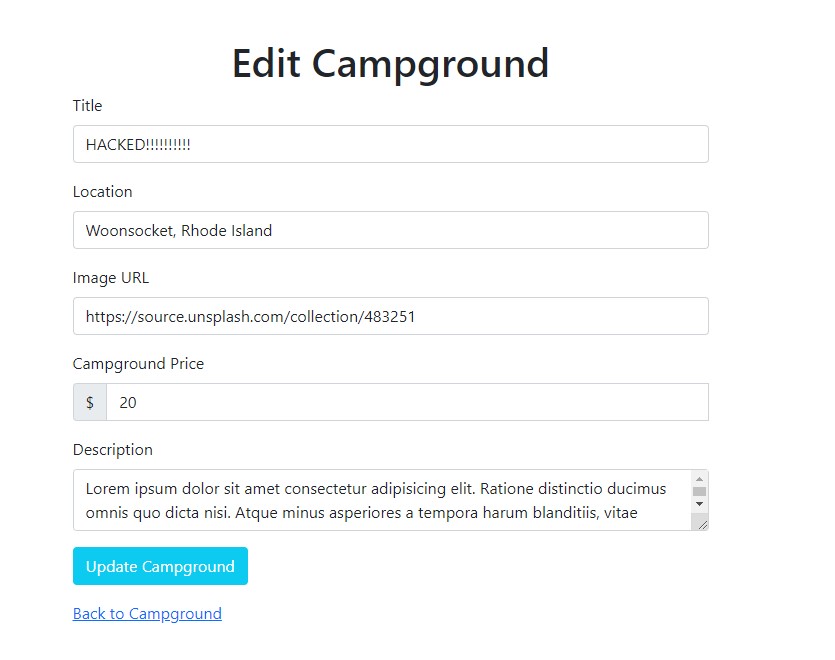 Edit Campground
Title
HACKED!!!!!!!!!!
Location
Woonsocket, Rhode Island
Image URL
https://source.unsplash.com/collection/483251
Campground Price
$ 20
Description
Lorem ipsum dolor sit amet consectetur adipisicing elit. Ratione distinctio ducimus
omnis quo dicta nisi. Atque minus asperiores a tempora harum blanditiis, vitae
Update Campground
Back to Campground